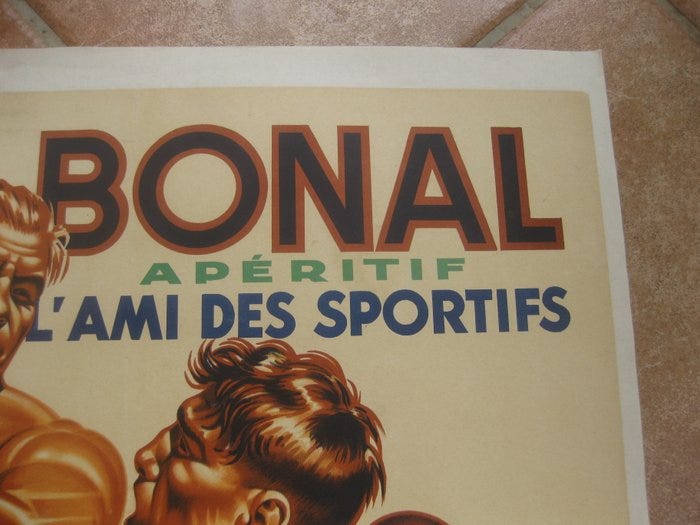 BONAL
APÉRITIF
L'AMI DES SPORTIFS